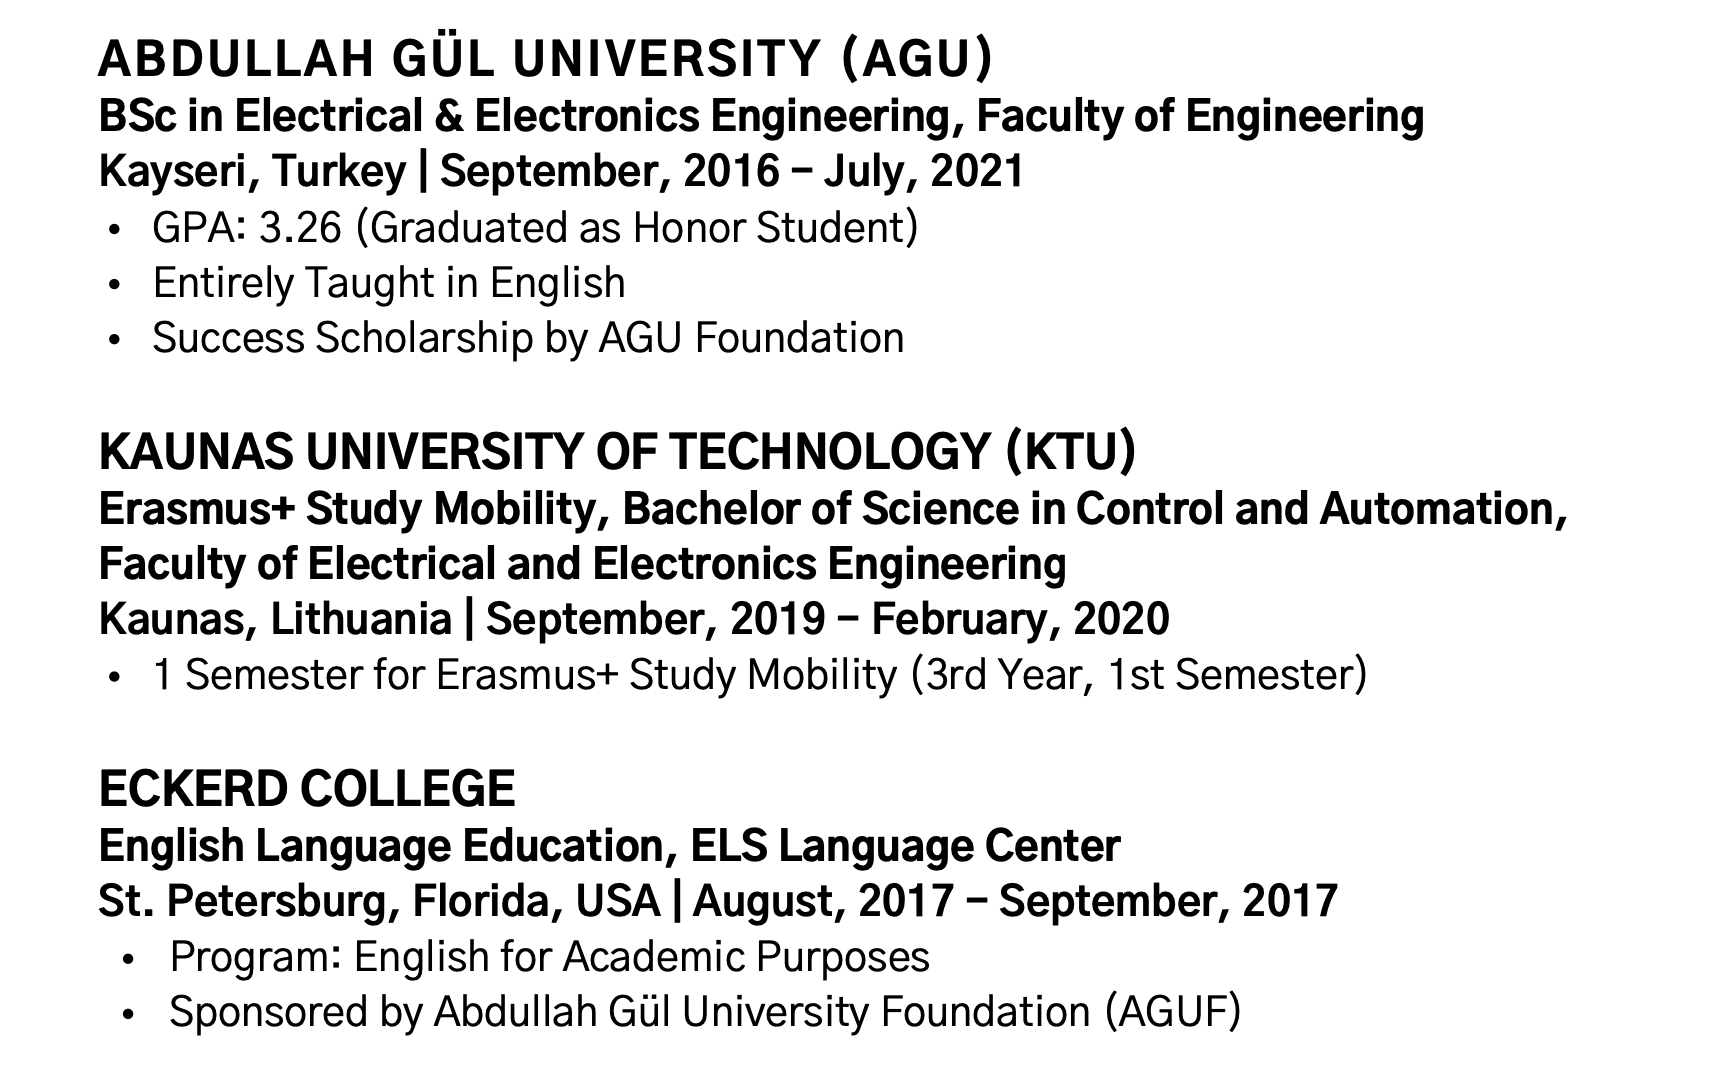 ABDULLAH GÜL UNIVERSITY (AGU)
BSc in Electrical & Electronics Engineering, Faculty of Engineering
Kayseri, Turkey | September, 2016 – July, 2021
• GPA: 3.26 (Graduated as Honor Student)
• Entirely Taught in English
• Success Scholarship by AGU Foundation
KAUNAS UNIVERSITY OF TECHNOLOGY (KTU)
Erasmus+ Study Mobility, Bachelor of Science in Control and Automation,
Faculty of Electrical and Electronics Engineering
Kaunas, Lithuania | September, 2019 – February, 2020
• 1 Semester for Erasmus+ Study Mobility (3rd Year, 1st Semester)
ECKERD COLLEGE
English Language Education, ELS Language Center
St. Petersburg, Florida, USA | August, 2017 – September, 2017
• Program: English for Academic Purposes
• Sponsored by Abdullah Gül University Foundation (AGUF)